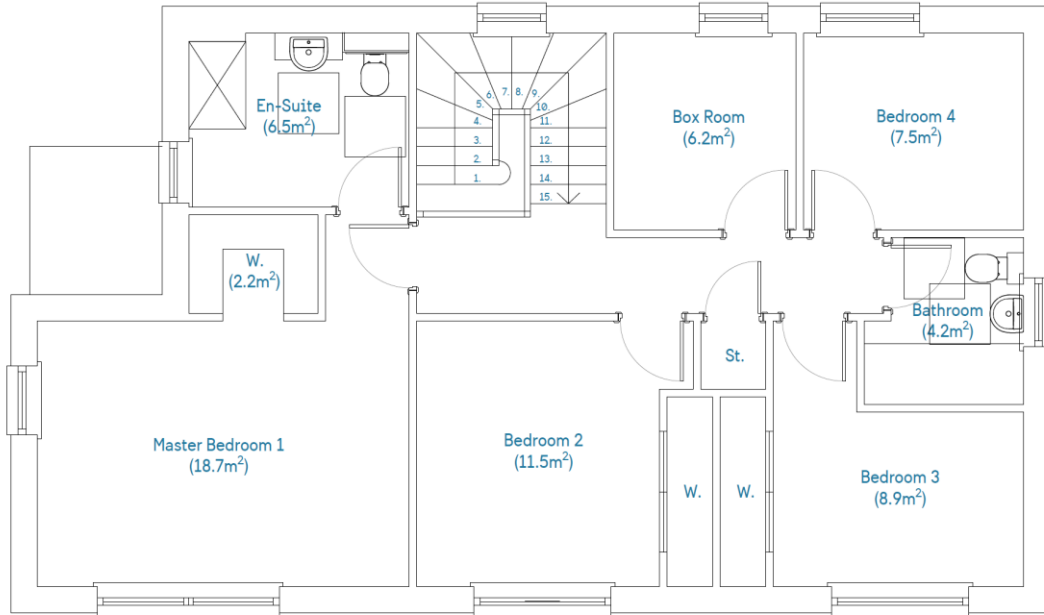 En-Suite
(6.5m²)
1.
2.
3.
4.
5.
6.
7.
8.
9.
10.
11.
12.
13.
14.
15.
Box Room
(6.2m²)
Bedroom 4
(7.5m²)
W.
(2.2m²)
Bathroom
(4.2m²)
St.
Master Bedroom 1
(18.7m²)
Bedroom 2
(11.5m²)
W.
W.
Bedroom 3
(8.9m²)